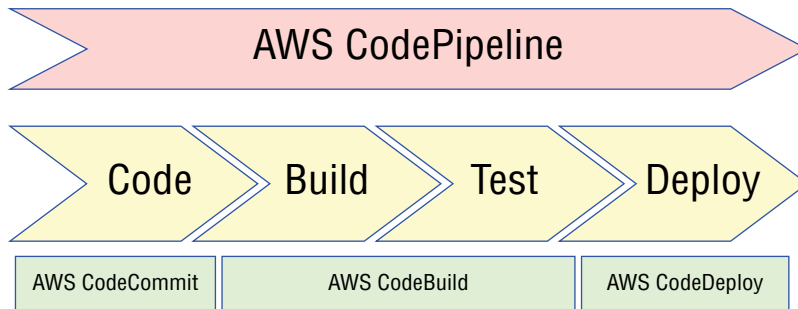 AWS CodePipeline
Code Build Test Deploy
AWS CodeCommit AWS CodeBuild AWS CodeDeploy